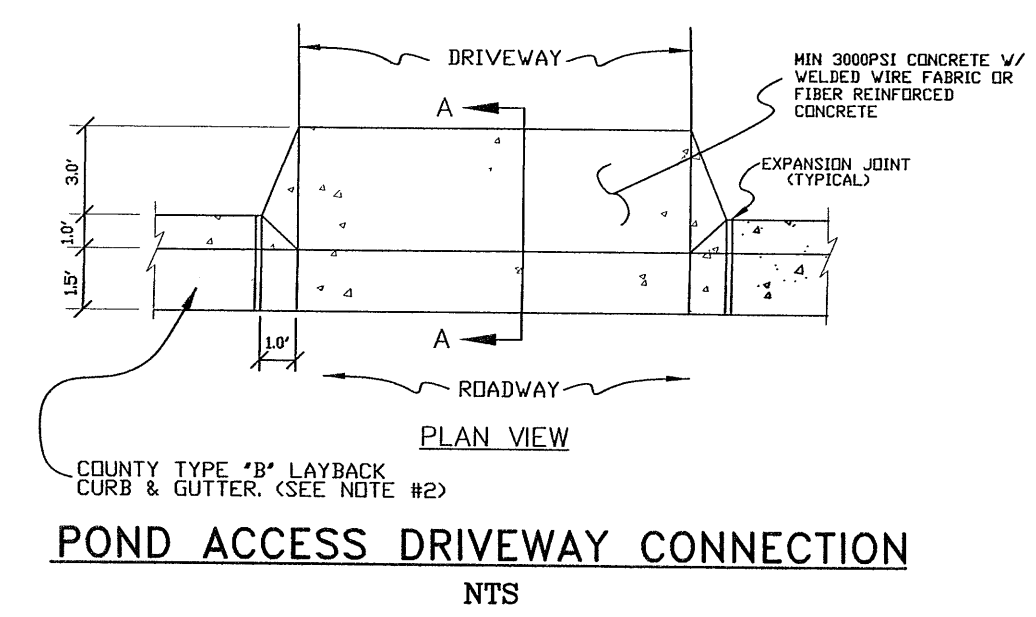 DRIVEWAY
MIN 3000PSI CONCRETE W/
WELDED WIRE FABRIC OR
FIBER REINFORCED
CONCRETE
A
EXPANSION JOINT
(TYPICAL)
3.0'
1.0'
1.5'
1.0'
A
ROADWAY
PLAN VIEW
COUNTY TYPE "B" LAYBACK
CURB & GUTTER. (SEE NOTE #2)
POND ACCESS DRIVEWAY CONNECTION
NTS